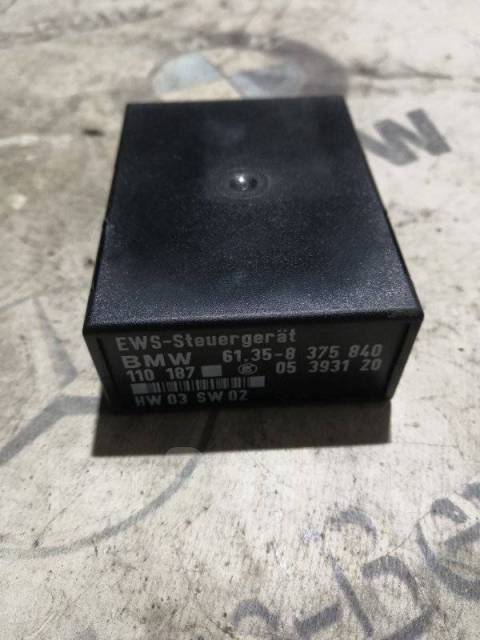 EWS-Steuergerät
BMW 61.35-8 375 840
110 187 05 3931 20
HW 03 SW 02
W